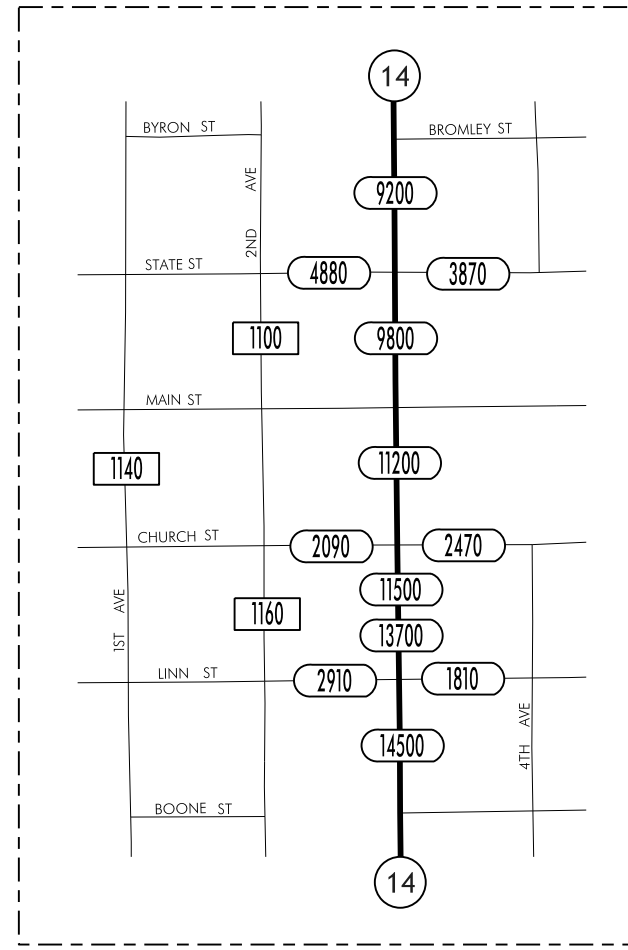 14
BYRON ST
BROMLEY ST
2ND AVE
9200
STATE ST
4880
3870
1100
9800
MAIN ST
1140
11200
CHURCH ST
2090
2470
1ST AVE
11500
1160
13700
LINN ST
2910
1810
4TH AVE
14500
BOONE ST
14